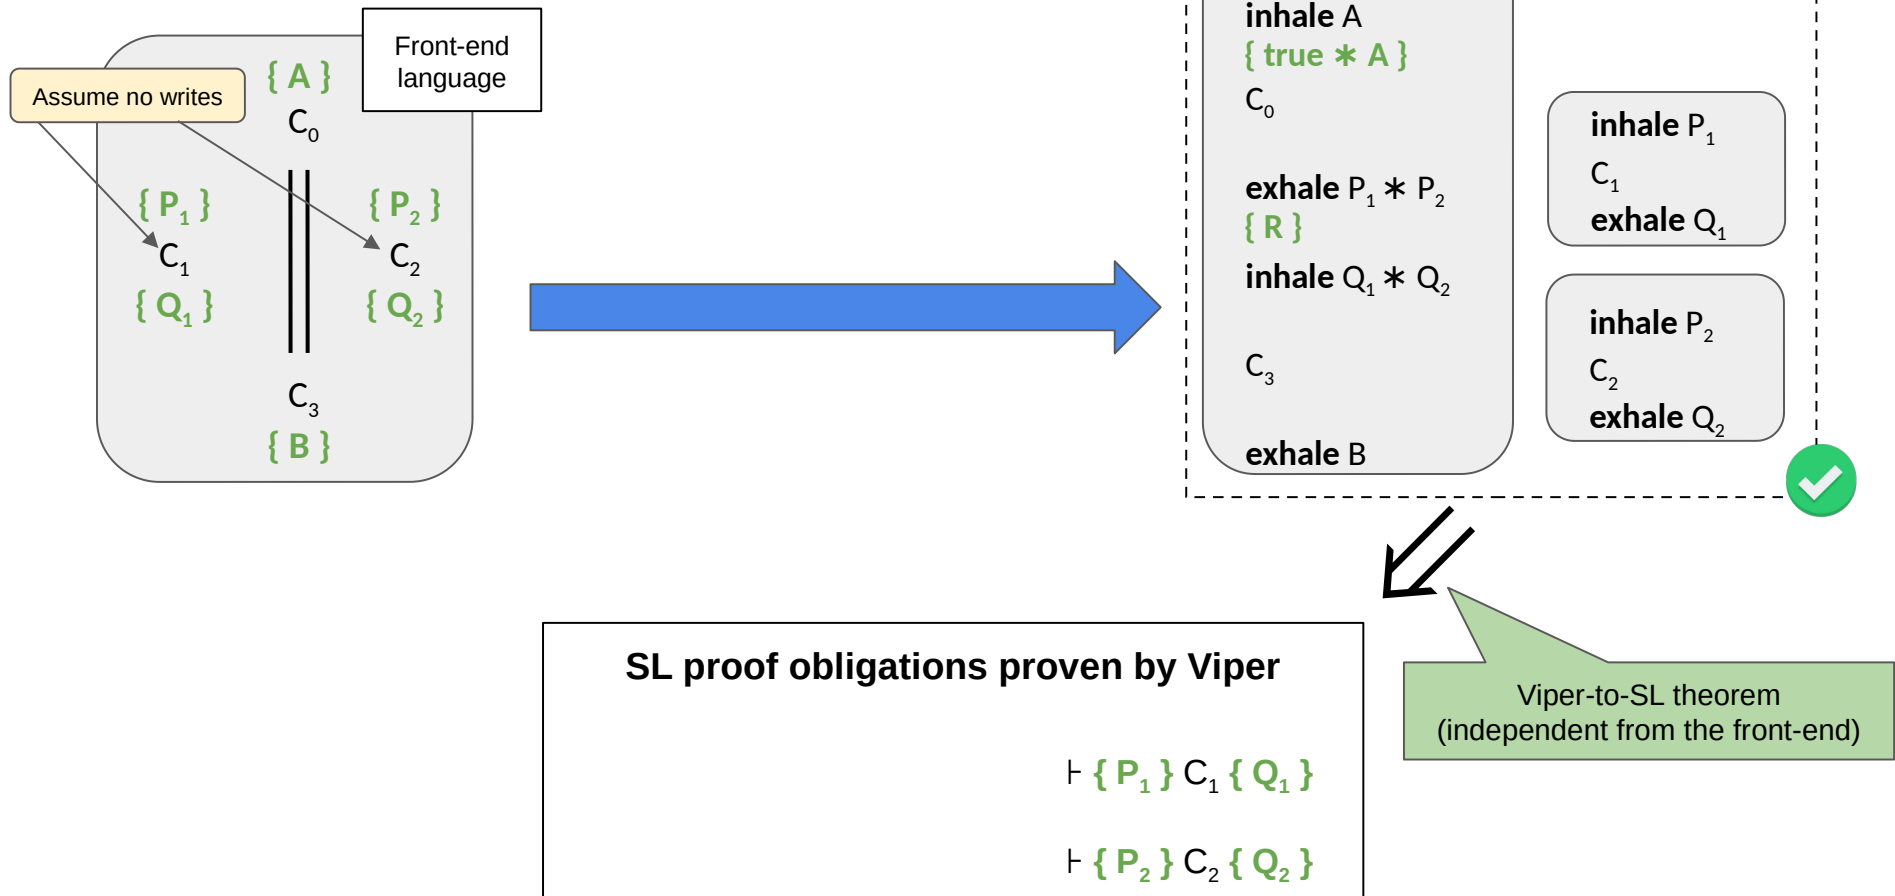 Front-end
language
Assume no writes
{ A }
C₀
{ P₁ }
{ P₂ }
C₁
C₂
{ Q₁ }
{ Q₂ }
C₃
{ B }
inhale A
{ true ∗ A }
C₀
exhale P₁ ∗ P₂
{ R }
inhale Q₁ ∗ Q₂
C₃
exhale B
inhale P₁
C₁
exhale Q₁
inhale P₂
C₂
exhale Q₂
SL proof obligations proven by Viper
⊢ { P₁ } C₁ { Q₁ }
⊢ { P₂ } C₂ { Q₂ }
Viper-to-SL theorem
(independent from the front-end)